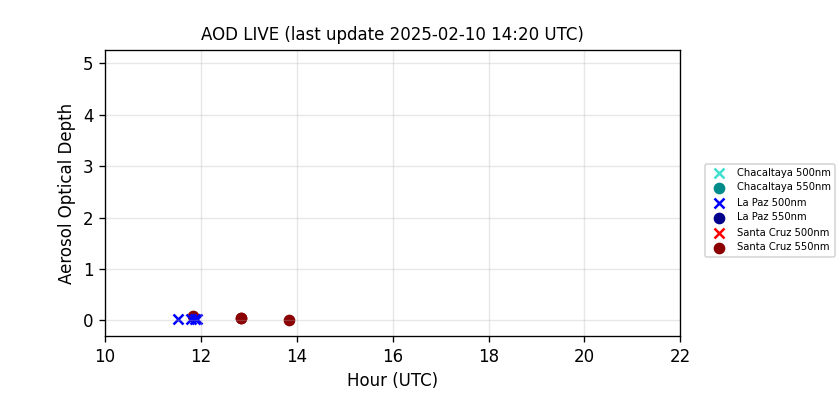 AOD LIVE (last update 2025-02-10 14:20 UTC)
Aerosol Optical Depth
5
4
3
2
1
0
10 12 14 16 18 20 22
Hour (UTC)
Chacaltaya 500nm
Chacaltaya 550nm
La Paz 500nm
La Paz 550nm
Santa Cruz 500nm
Santa Cruz 550nm